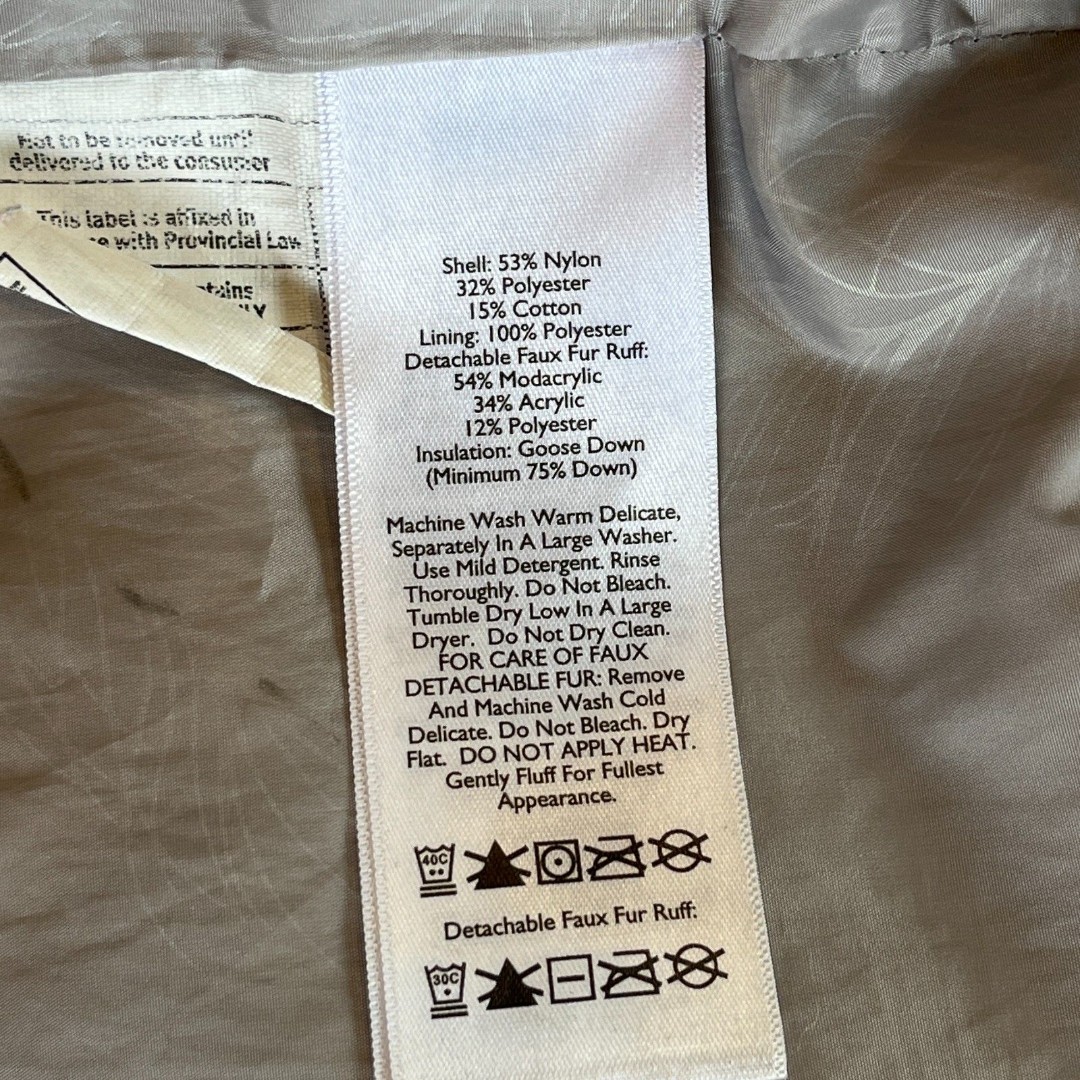 Not to be removed until
delivered to the consumer
This label is affixed in
with Provincial Law
Shell: 53% Nylon
32% Polyester
15% Cotton
Lining: 100% Polyester
Detachable Faux Fur Ruff:
54% Modacrylic
34% Acrylic
12% Polyester
Insulation: Goose Down
(Minimum 75% Down)
Machine Wash Warm Delicate,
Separately In A Large Washer.
Use Mild Detergent. Rinse
Thoroughly. Do Not Bleach.
Tumble Dry Low In A Large
Dryer. Do Not Dry Clean.
FOR CARE OF FAUX
DETACHABLE FUR: Remove
And Machine Wash Cold
Delicate. Do Not Bleach. Dry
Flat. DO NOT APPLY HEAT.
Gently Fluff For Fullest
Appearance.
40C
Detachable Faux Fur Ruff:
30C